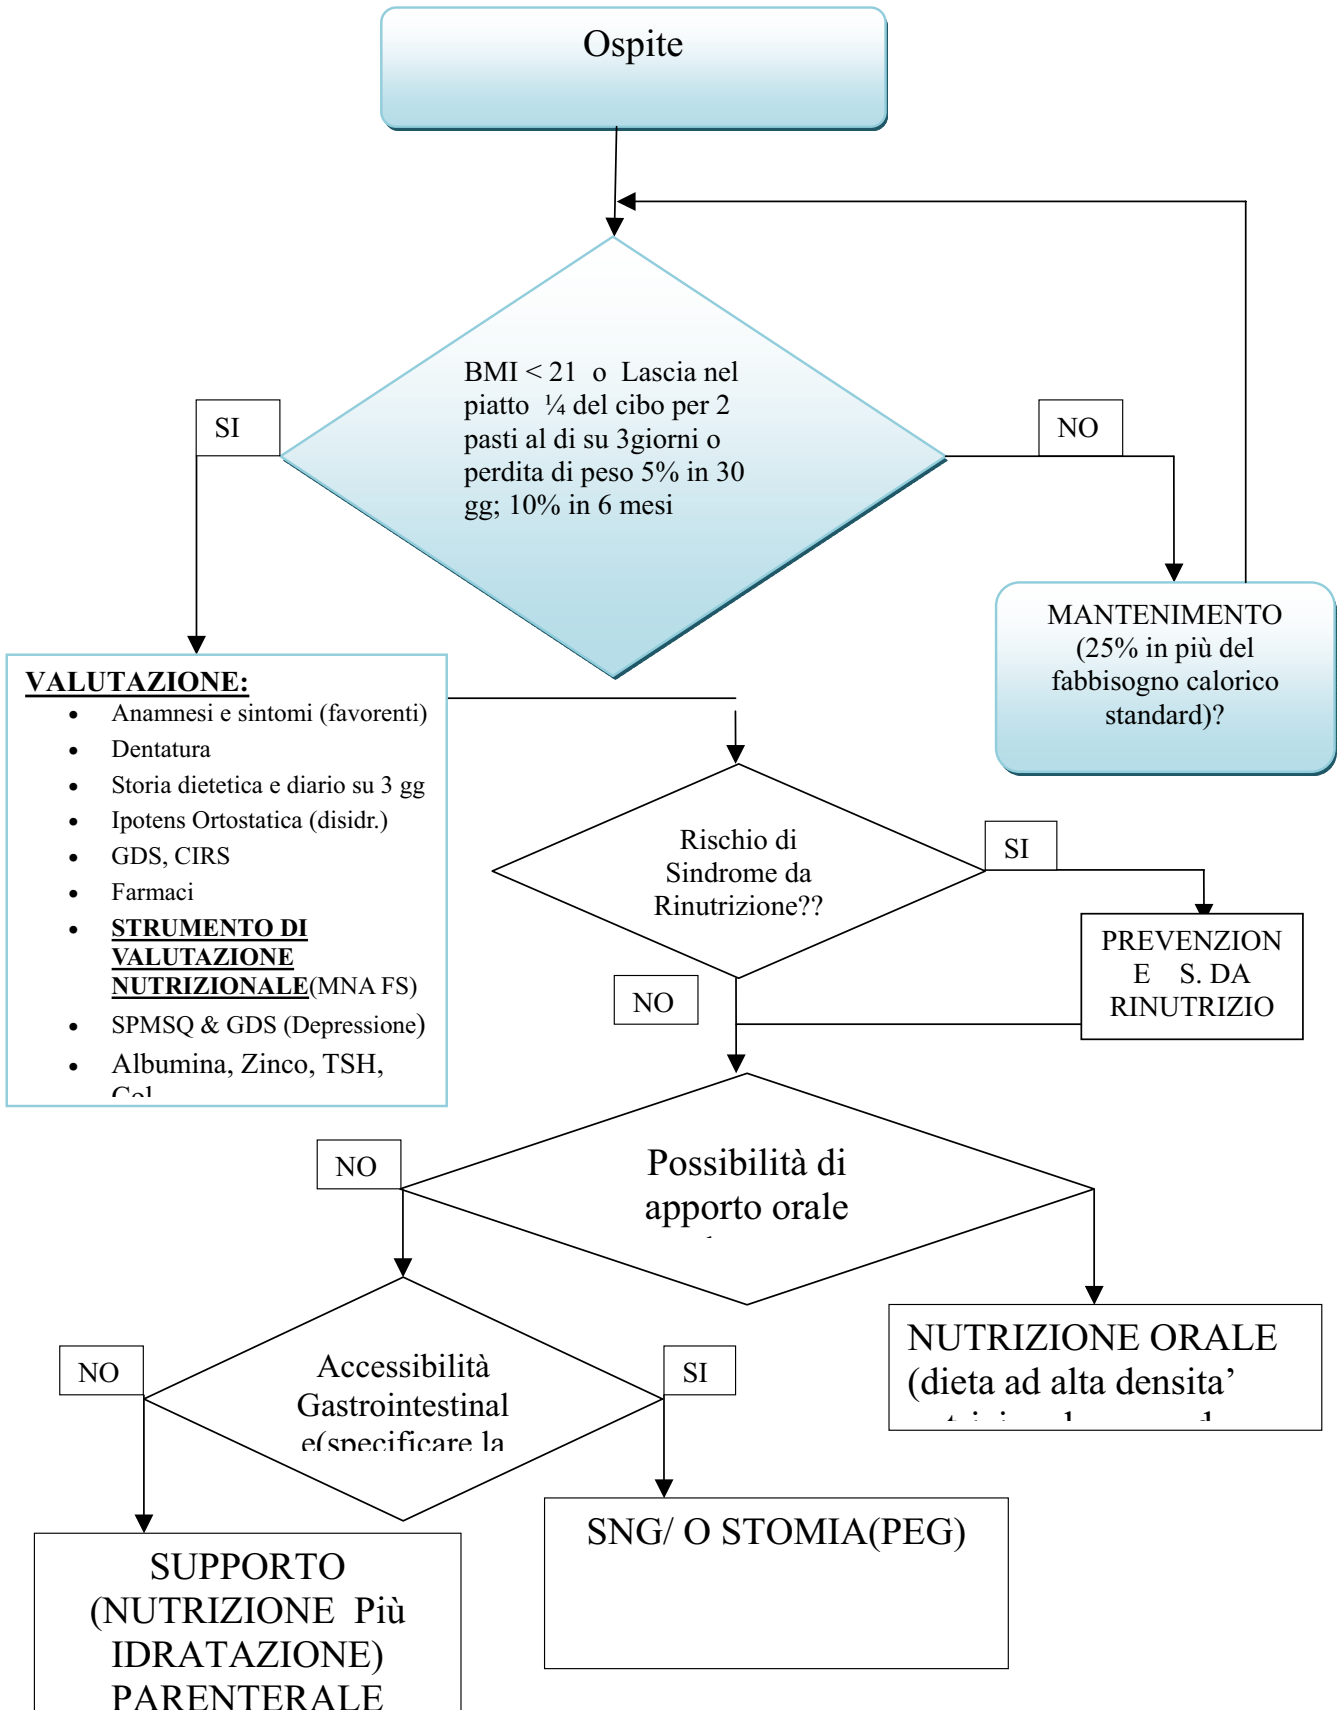 Ospite
BMI < 21 o Lascia nel
piatto ¼ del cibo per 2
pasti al di su 3giorni o
perdita di peso 5% in 30
gg; 10% in 6 mesi
SI
NO
MANTENIMENTO
(25% in più del
fabbisogno calorico
standard)?
VALUTAZIONE:
• Anamnesi e sintomi (favorenti)
• Dentatura
• Storia dietetica e diario su 3 gg
• Ipotens Ortostatica (disidr.)
• GDS, CIRS
• Farmaci
• STRUMENTO DI
VALUTAZIONE
NUTRIZIONALE(MNA FS)
• SPMSQ & GDS (Depressione)
• Albumina, Zinco, TSH,
Rischio di
Sindrome da
Rinutrizione??
SI
PREVENZION
E S. DA
RINUTRIZIO
NO
Possibilità di
apporto orale
NO
NUTRIZIONE ORALE
(dieta ad alta densita’
Accessibilità
Gastrointestinal
e(specificare la
NO
SI
SNG/ O STOMIA(PEG)
SUPPORTO
(NUTRIZIONE Più
IDRATAZIONE)
PARENTERALE